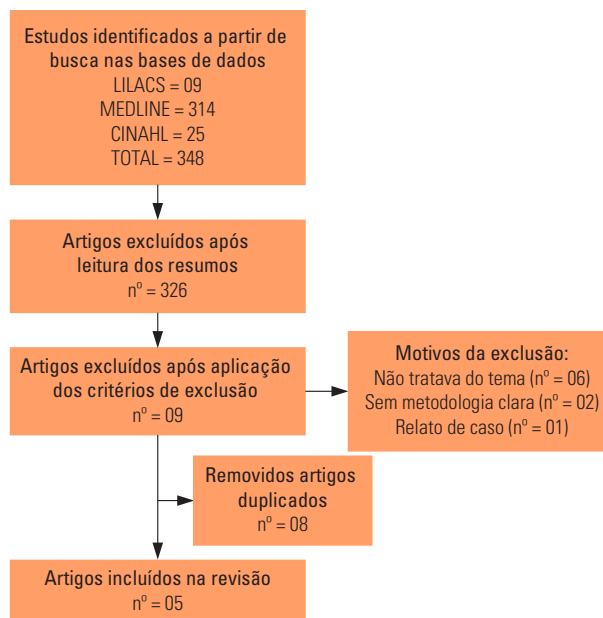 Estudos identificados a partir de
busca nas bases de dados
LILACS = 09
MEDLINE = 314
CINAHL = 25
TOTAL = 348
Artigos excluídos após
leitura dos resumos
nº = 326
Artigos excluídos após aplicação
dos critérios de exclusão
nº = 09
Motivos da exclusão:
Não tratava do tema (nº = 06)
Sem metodologia clara (nº = 02)
Relato de caso (nº = 01)
Removidos artigos
duplicados
nº = 08
Artigos incluídos na revisão
nº = 05